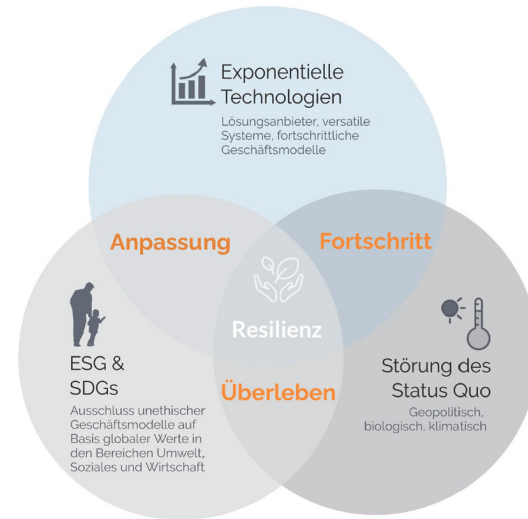 Exponentielle
Technologien
Lösungsanbieter, versatile
Systeme, fortschrittliche
Geschäftsmodelle
Anpassung
Fortschritt
Resilienz
ESG &
SDGs
Ausschluss unethischer
Geschäftsmodelle auf
Basis globaler Werte in
den Bereichen Umwelt,
Soziales und Wirtschaft
Überleben
Störung des
Status Quo
Geopolitisch,
biologisch, klimatisch